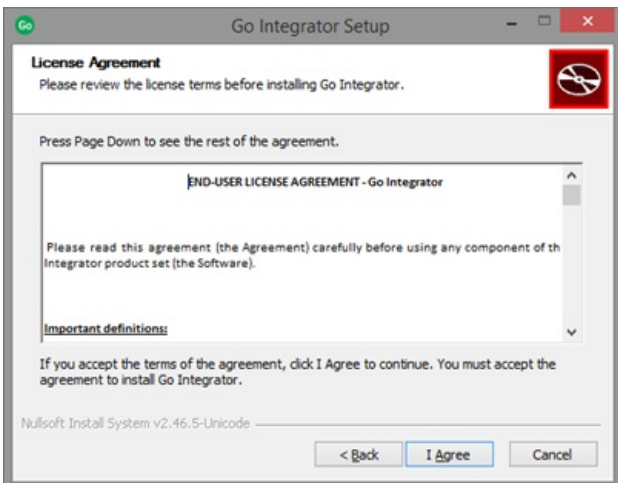 Go
Go Integrator Setup
License Agreement
Please review the license terms before installing Go Integrator.
Press Page Down to see the rest of the agreement.
END-USER LICENSE AGREEMENT - Go Integrator
Please read this agreement (the Agreement) carefully before using any component of th
Integrator product set (the Software).
Important definitions:
If you accept the terms of the agreement, click I Agree to continue. You must accept the
agreement to install Go Integrator.
Nullsoft Install System v2.46.5-Unicode
< Back
I Agree
Cancel